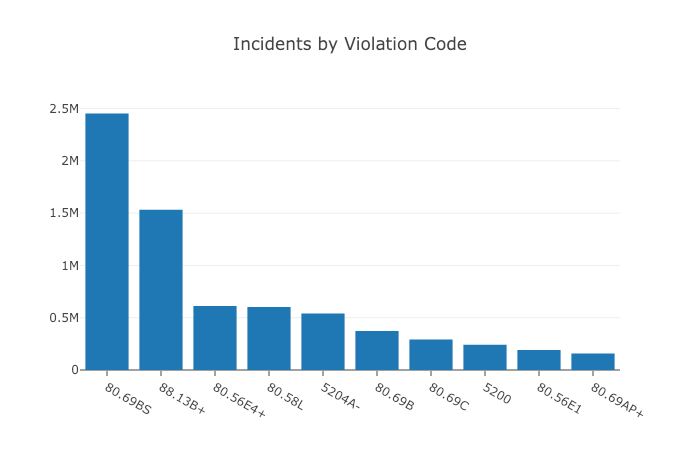 Incidents by Violation Code
2.5M
2M
1.5M
1M
0.5M
0
80.69BS
88.13B+
80.56E4+
80.58L
5204A-
80.69B
80.69C
5200
80.56E1
80.69AP+